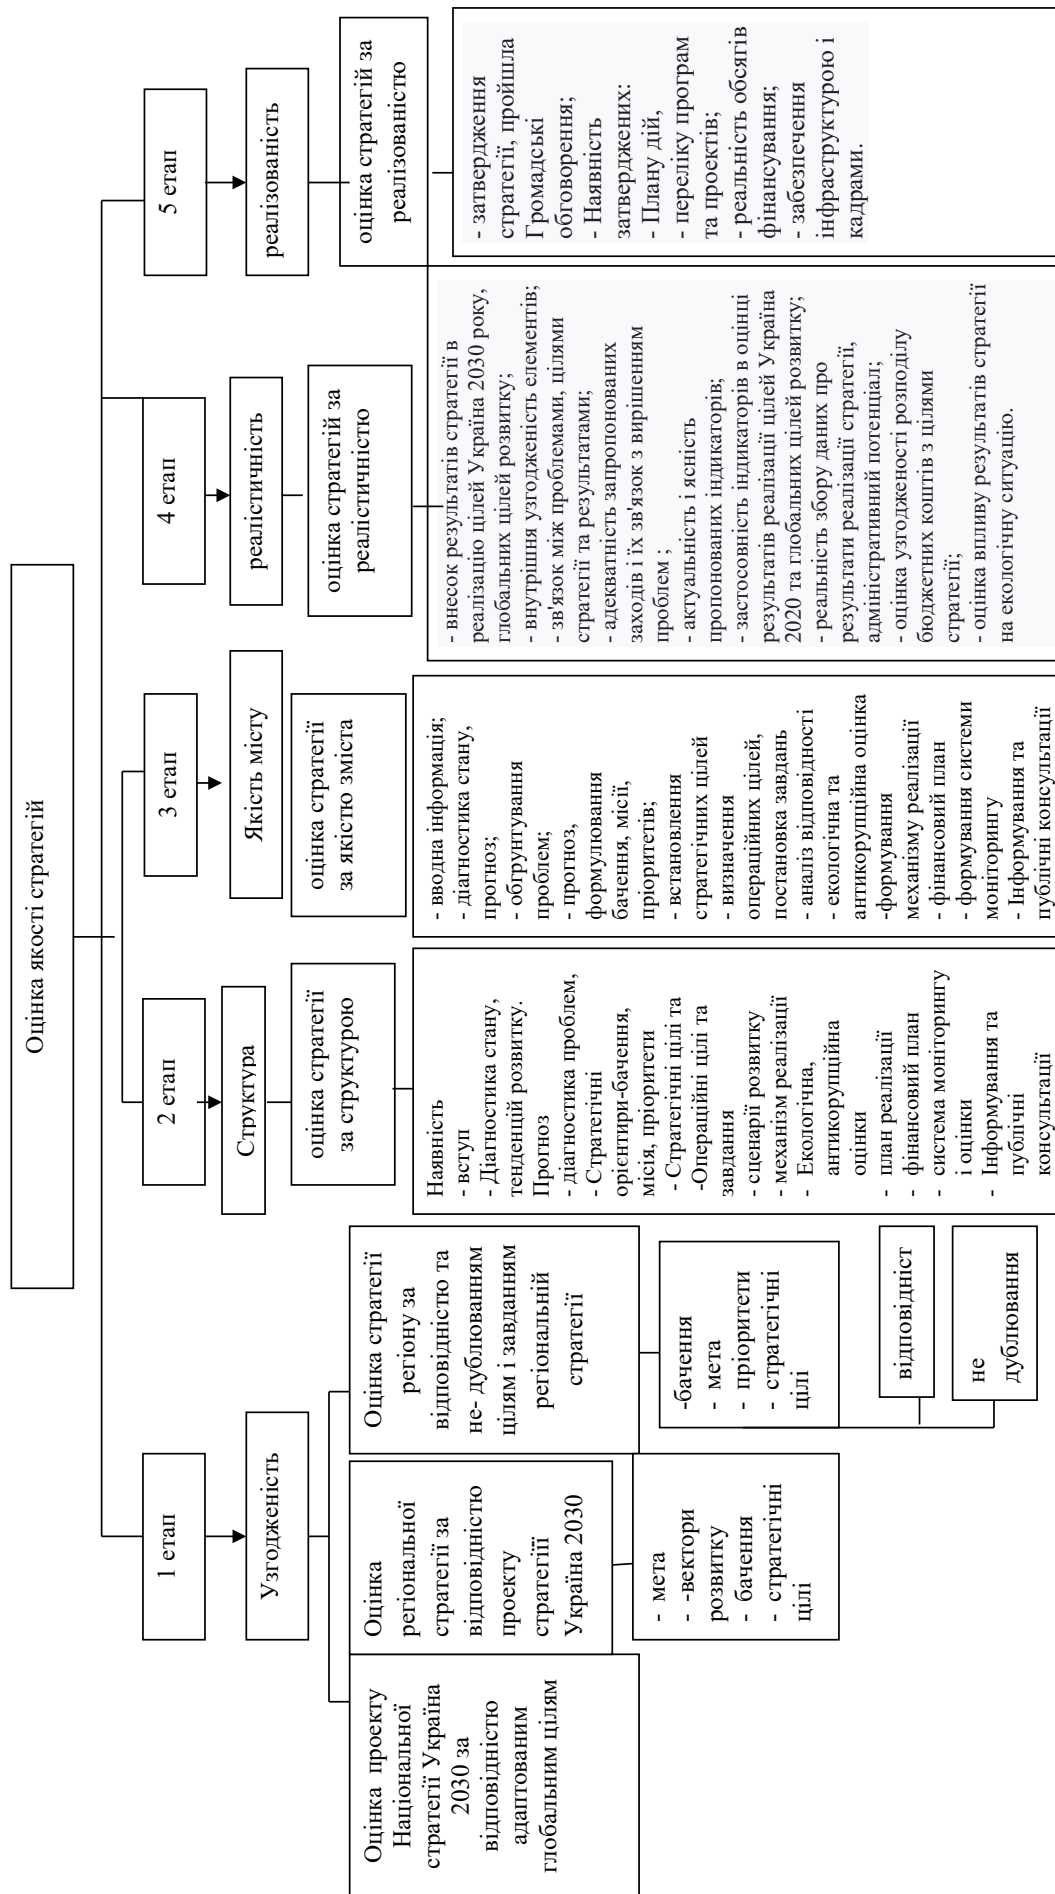 Оцінка якості стратегій
1 етап
Узгодженість
Оцінка проекту
Національної
стратегії Україна
2030 за
відповідністю
адаптованим
глобальним цілям
Оцінка
регіональної
стратегії за
відповідністю
проекту
стратегіїї
Україна 2030
- мета
- -вектори
розвитку
- бачення
- стратегічні
цілі
Оцінка стратегії
регіону за
відповідністю та
не- дублюванням
цілям і завданням
регіональній
стратегії
-бачення
- мета
- пріоритети
- стратегічні
цілі
відповідніст
не
дублювання
2 етап
Структура
оцінка стратегії
за структурою
Наявність
- вступ
- Діагностика стану,
тенденцій розвитку.
Прогноз
- діагностика проблем,
- Стратегічні
орієнтири-бачення,
місія, пріоритети
- Стратегічні цілі та
-Операційні цілі та
завдання
- сценарії розвитку
- механізм реалізації
- Екологічна,
антикорупційна
оцінки
- план реалізації
- фінансовий план
- система моніторингу
і оцінки
- Інформування та
публічні
консультації
3 етап
Якість місту
оцінка стратегії
за якістю зміста
- вводна інформація;
- діагностика стану,
прогноз;
- обтрунтування
проблем;
- прогноз,
формулювання
бачення, місії,
пріоритетів;
- встановлення
стратегічних цілей
- визначення
операційних цілей,
постановка завдань
- аналіз відповідності
- екологічна та
антикорупційна оцінка
-формування
механізму реалізації
- фінансовий план
- формування системи
моніторингу
- Інформування та
публічні консультації
4 етап
реалістичність
оцінка стратегій за
реалістичністю
- внесок результатів стратегії в
реалізацію цілей Україна 2030 року,
глобальних цілей розвитку;
- внутрішня узгодженість елементів;
- зв'язок між проблемами, цілями
стратегії та результатами;
- адекватність запропонованих
заходів і їх зв'язок з вирішенням
проблем ;
- актуальність і ясність
пропонованих індикаторів;
- застосовність індикаторів в оцінці
результатів реалізації цілей Україна
2020 та глобальних цілей розвитку;
- реальність збору даних про
результати реалізації стратегії,
адміністративний потенціал;
- оцінка узгодженості розподілу
бюджетних коштів з цілями
стратегії;
- оцінка впливу результатів стратегії
на екологічну ситуацію.
5 етап
реалізованість
оцінка стратегій за
реалізованістю
- затвердження
стратегії, пройшла
Громадські
обговорення;
- Наявність
затверджених:
- Плану дій,
- переліку програм
та проектів;
- реальність обсягів
фінансування;
- забезпечення
інфраструктурою і
кадрами.